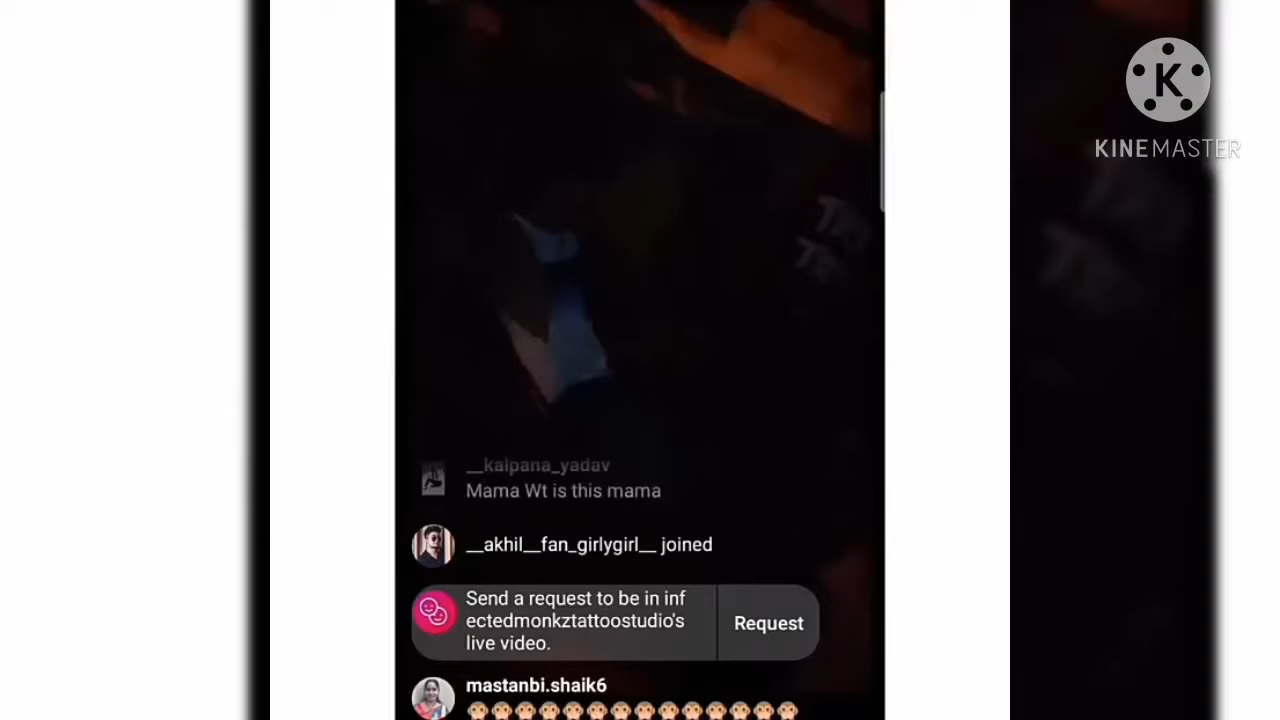 K
KINEMASTER
__kalpana_yadav
Mama Wt is this mama
__akhil__fan_girlygirl__ joined
Send a request to be in inf
ectedmonkztattoostudio's
live video.
Request
mastanbi.shaik6
🐵🐵🐵🐵🐵🐵🐵🐵🐵🐵🐵🐵🐵🐵